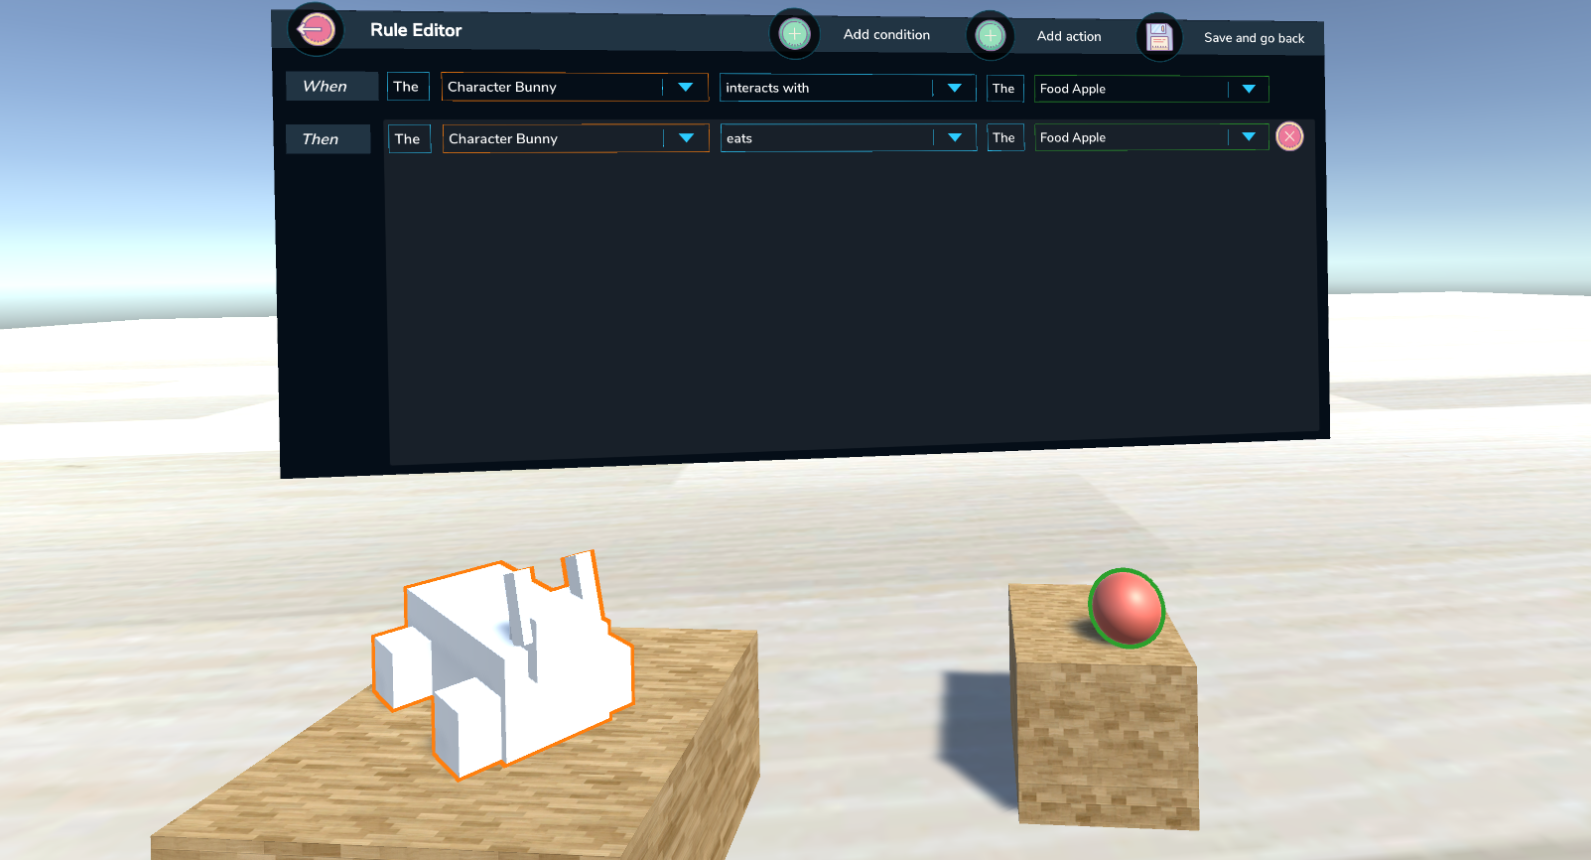 Rule Editor Add condition Add action Save and go back
When The Character Bunny interacts with The Food Apple
Then The Character Bunny eats The Food Apple